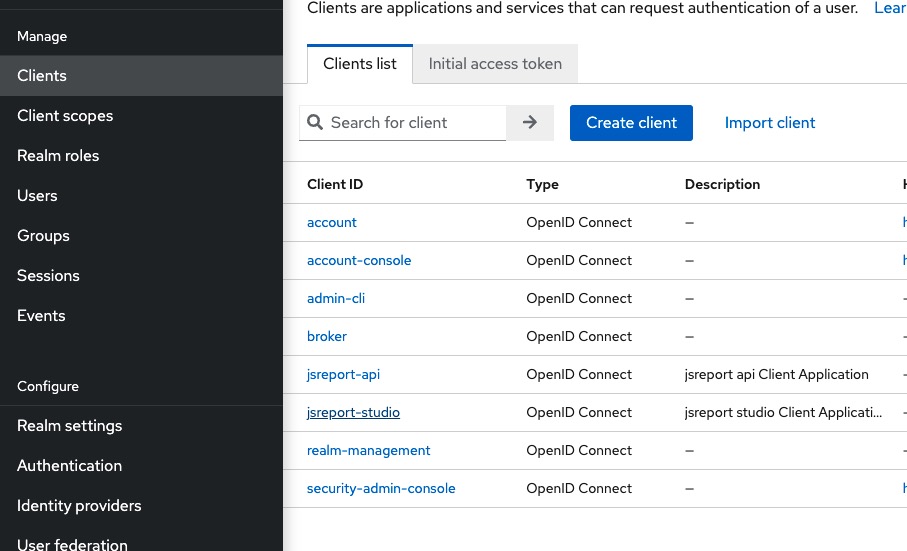 Clients are applications and services that can request authentication of a user. Lear
Manage
Clients
Client scopes
Realm roles
Users
Groups
Sessions
Events
Configure
Realm settings
Authentication
Identity providers
User federation
Clients list Initial access token
Search for client Create client Import client
Client ID Type Description
account OpenID Connect –
account-console OpenID Connect –
admin-cli OpenID Connect –
broker OpenID Connect –
jsreport-api OpenID Connect jsreport api Client Application –
jsreport-studio OpenID Connect jsreport studio Client Applicati... –
realm-management OpenID Connect – –
security-admin-console OpenID Connect –